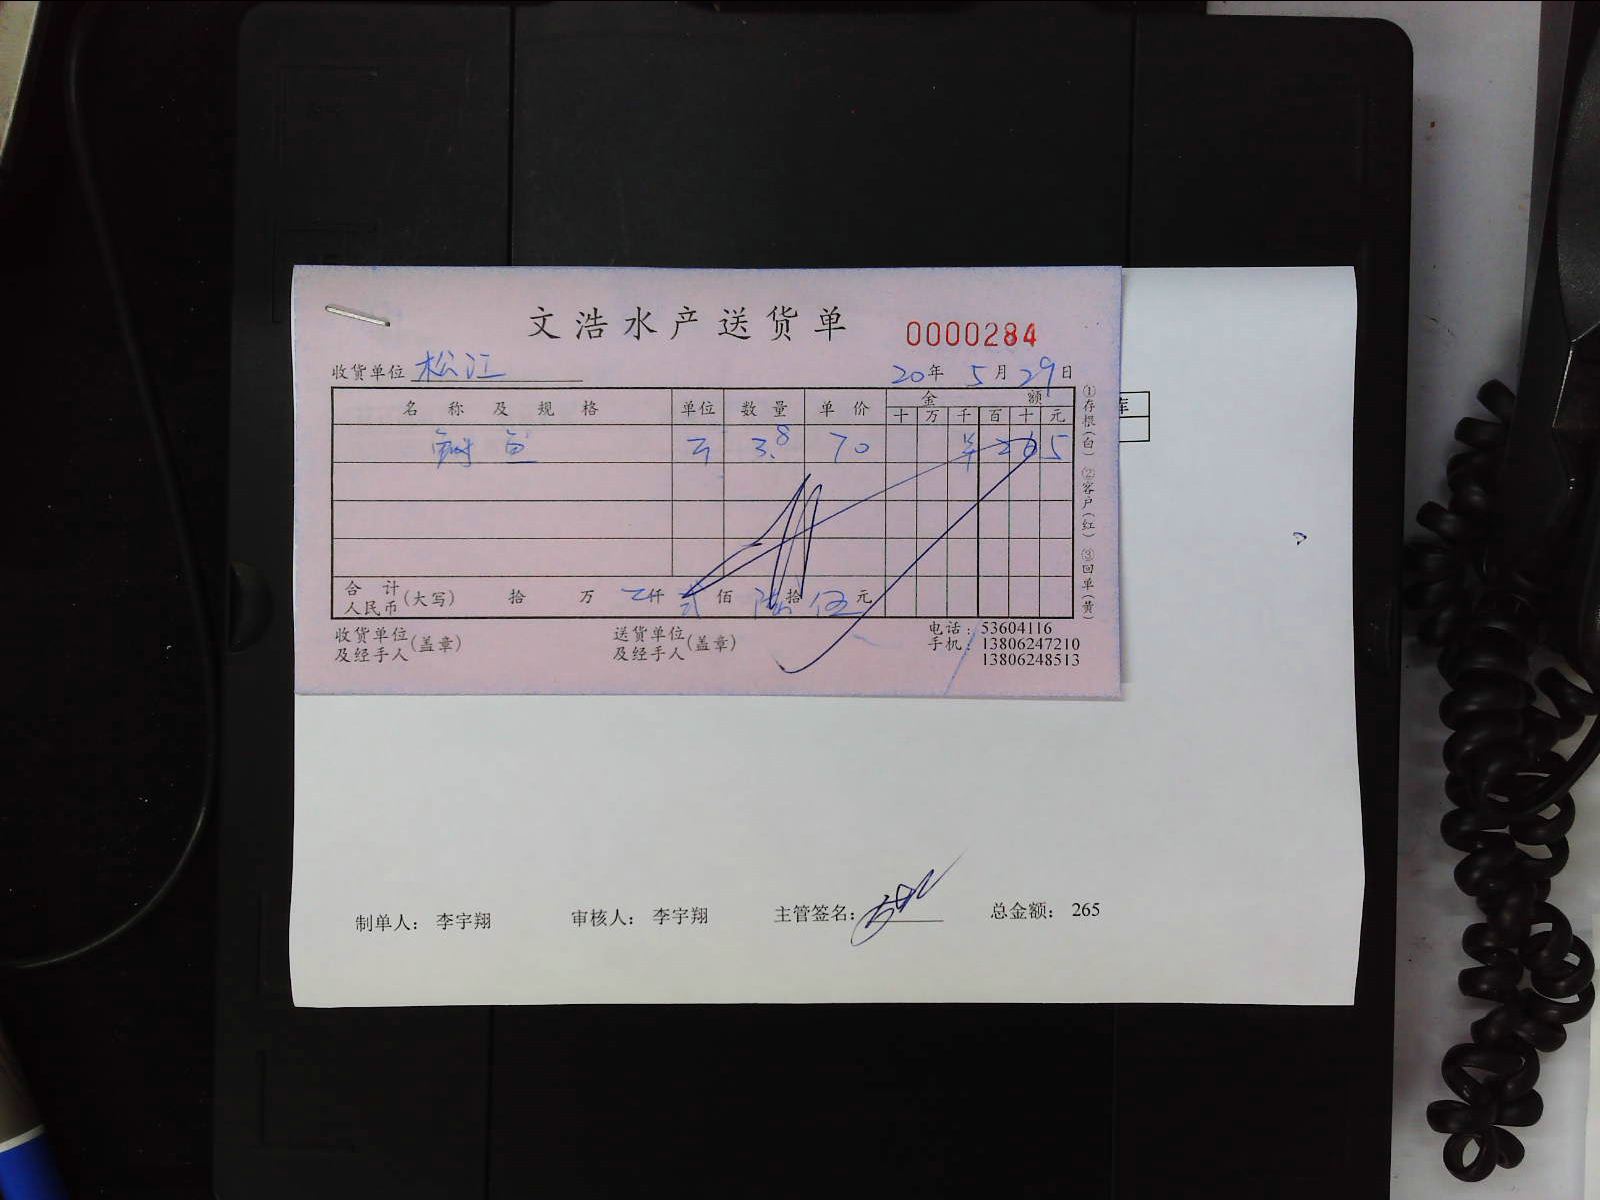 文浩水产送货单
0000284
收货单位 松江
20年 5月 29日
名称及规格 单位 数量 单价 金额
十 万 千 百 十 元
鲥鱼 3.8 70 ¥265
合计人民币(大写) 拾 万 仟 贰佰 陆拾 伍元
收货单位及经手人(盖章) 送货单位及经手人(盖章)
电话: 53604116
手机: 13806247210
13806248513
①存根(白) ②客户(红) ③回单(黄)
库
制单人: 李宇翔 审核人: 李宇翔 主管签名: 总金额: 265